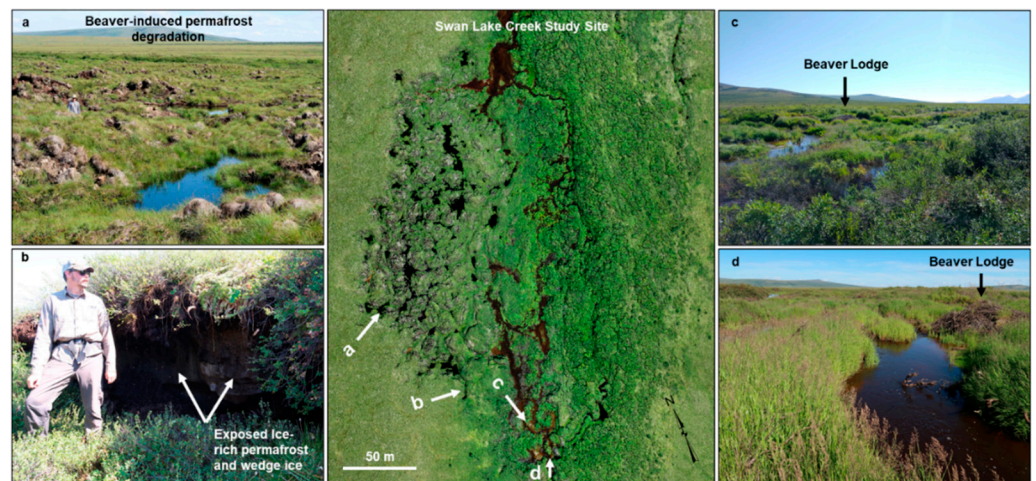 a
Beaver-induced permafrost
degradation
b
Exposed Ice-
rich permafrost
and wedge ice
Swan Lake Creek Study Site
a
b
c
d
50 m
N
c
Beaver Lodge
d
Beaver Lodge